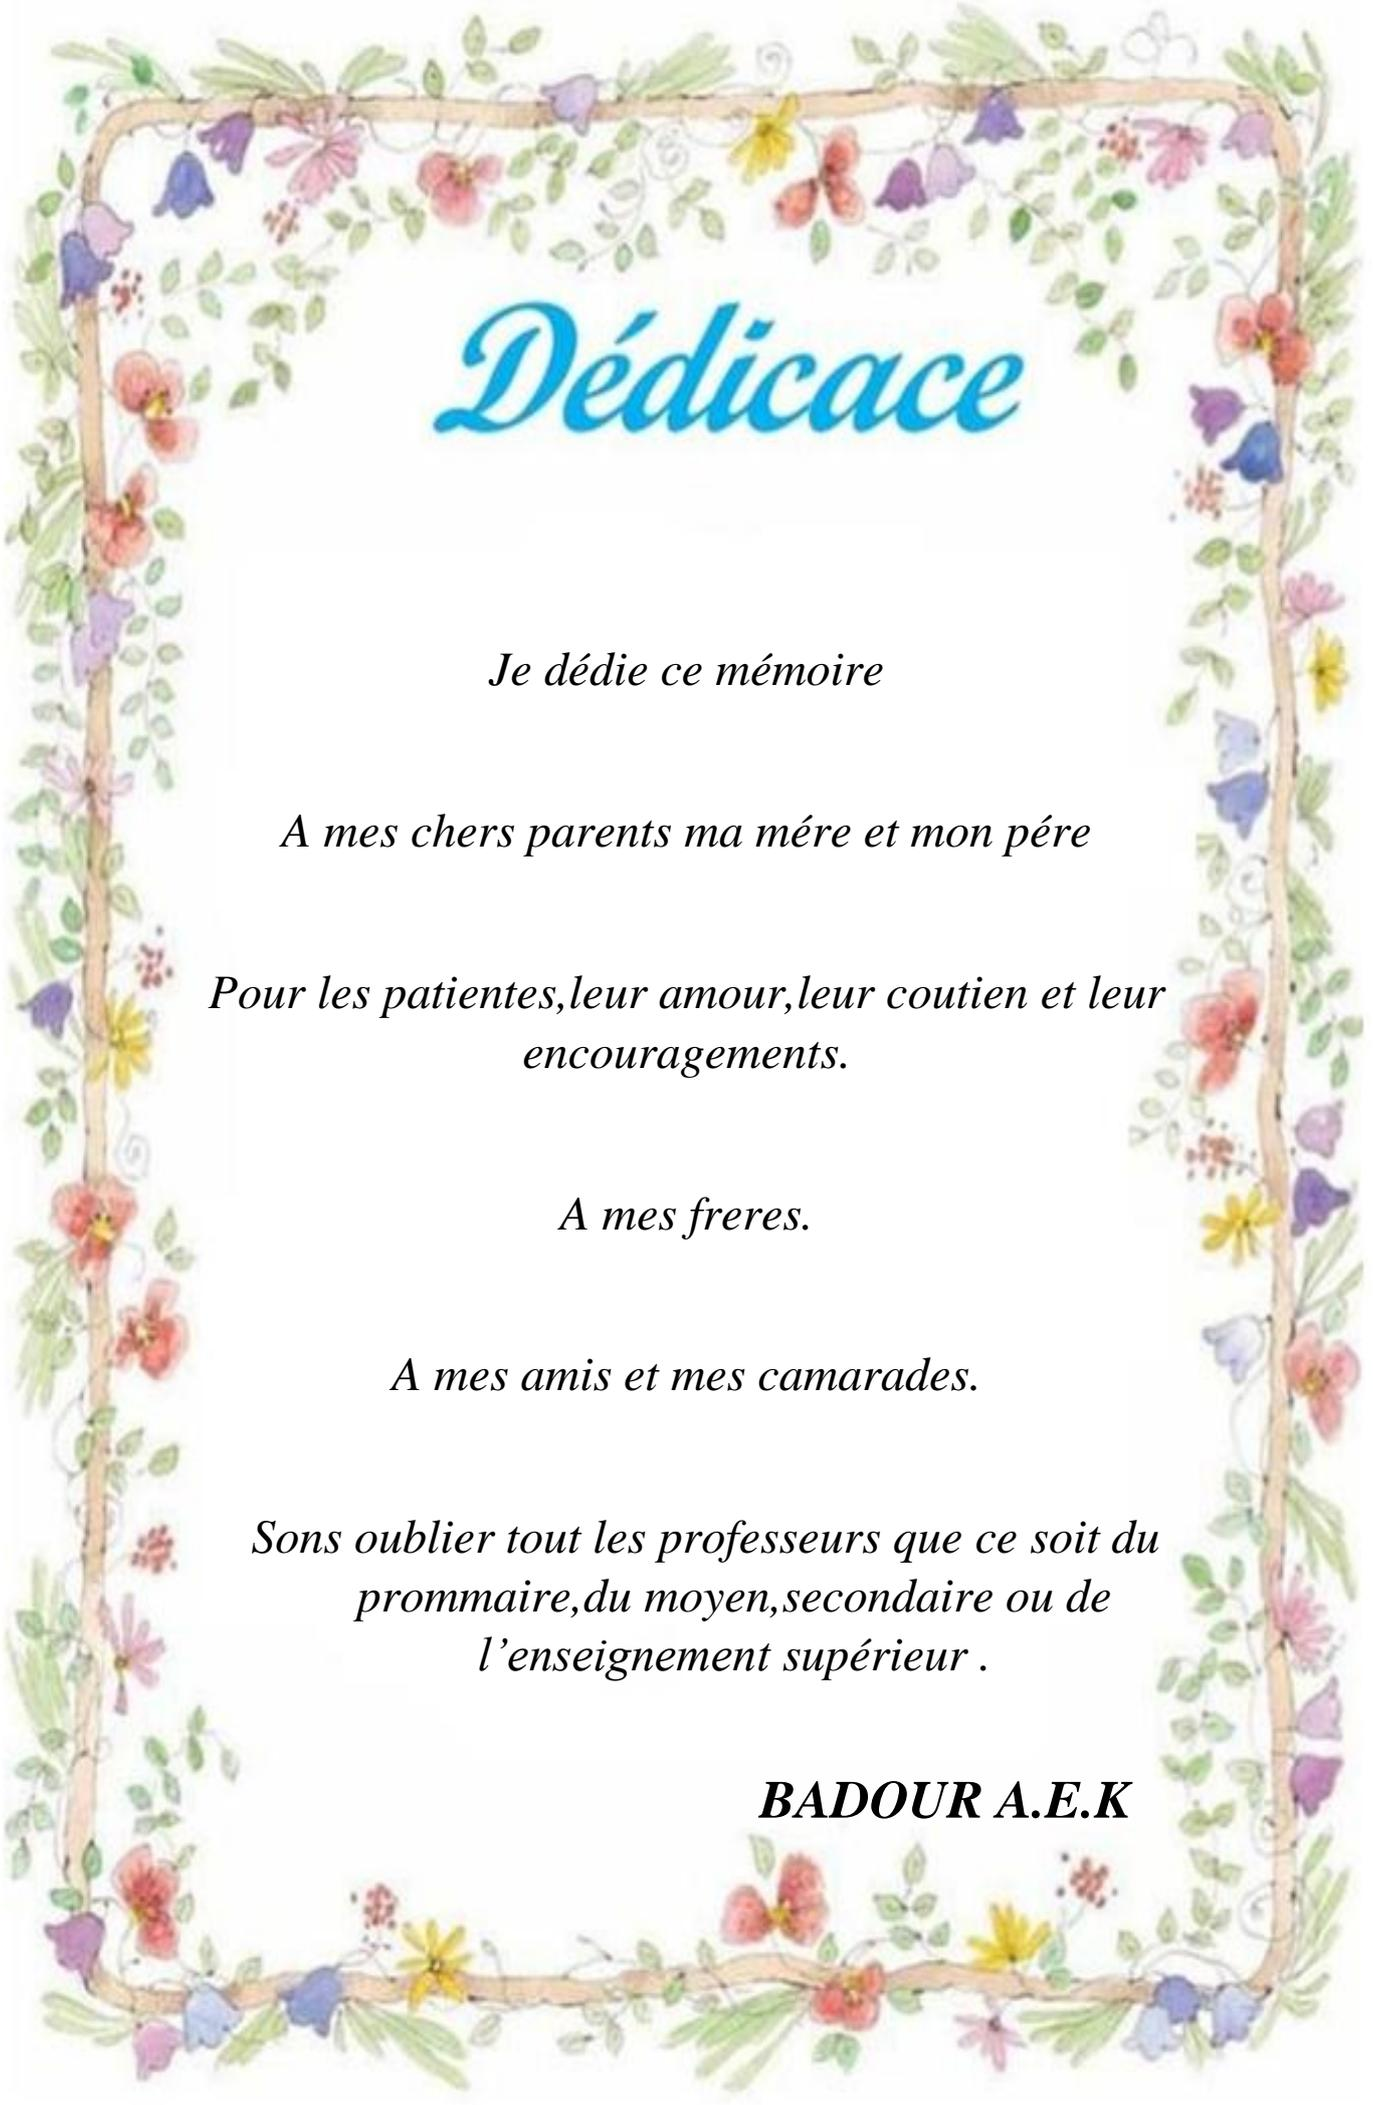 Dédicace
Je dédie ce mémoire
A mes chers parents ma mére et mon pére
Pour les patientes,leur amour,leur coutien et leur
encouragements.
A mes freres.
A mes amis et mes camarades.
Sons oublier tout les professeurs que ce soit du
prommaire,du moyen,secondaire ou de
l’enseignement supérieur .
BADOUR A.E.K